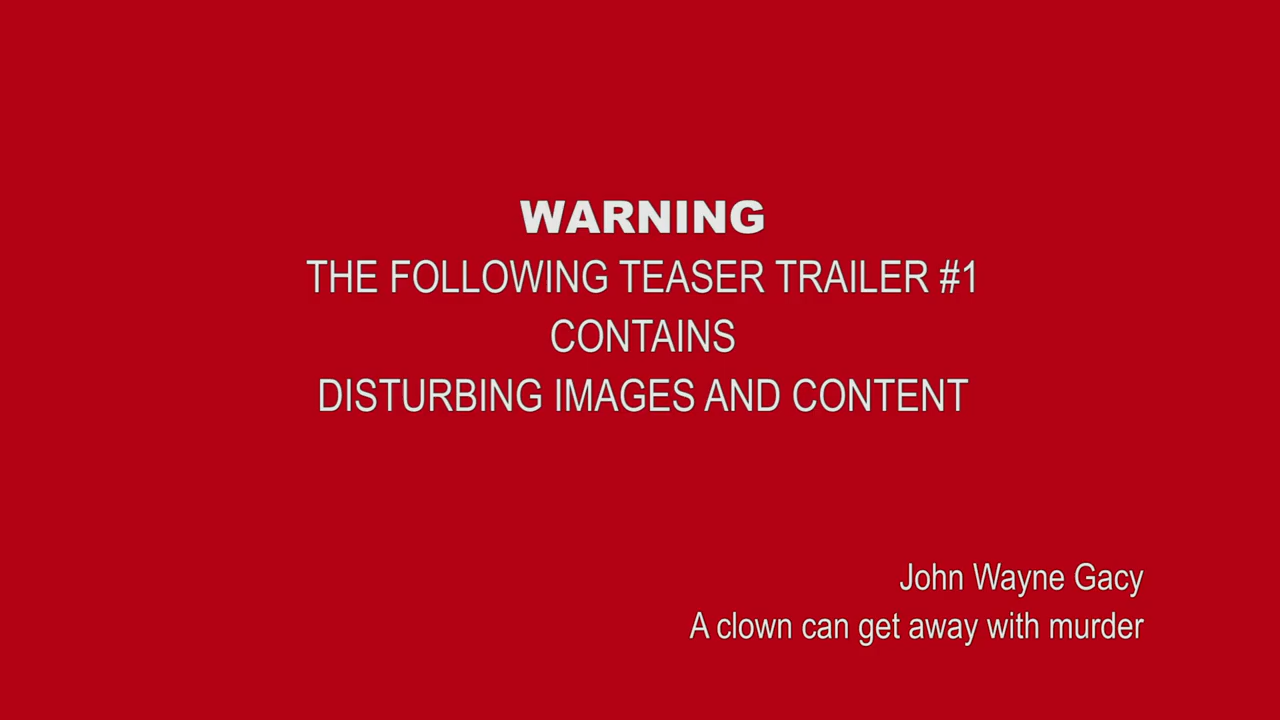 WARNING
THE FOLLOWING TEASER TRAILER #1
CONTAINS
DISTURBING IMAGES AND CONTENT
John Wayne Gacy
A clown can get away with murder